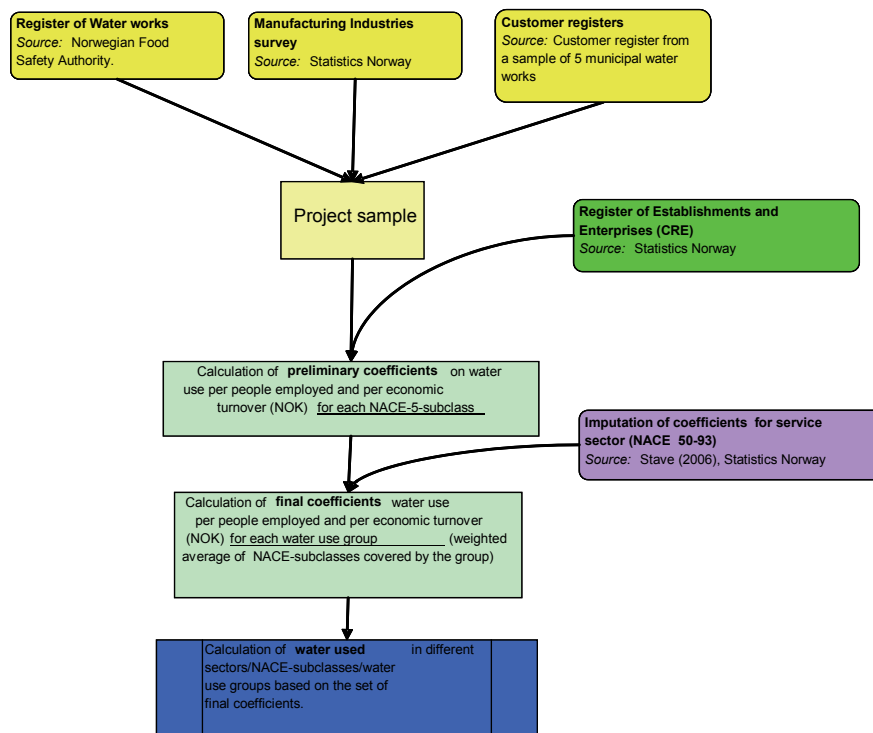 Register of Water works
Source: Norwegian Food
Safety Authority.
Manufacturing Industries
survey
Source: Statistics Norway
Customer registers
Source: Customer register from
a sample of 5 municipal water
works
Project sample
Register of Establishments and
Enterprises (CRE)
Source: Statistics Norway
Calculation of preliminary coefficients on water
use per people employed and per economic
turnover (NOK) for each NACE-5-subclass
Imputation of coefficients for service
sector (NACE 50-93)
Source: Stave (2006), Statistics Norway
Calculation of final coefficients water use
per people employed and per economic turnover
(NOK) for each water use group (weighted
average of NACE-subclasses covered by the group)
Calculation of water used in different
sectors/NACE-subclasses/water
use groups based on the set of
final coefficients.